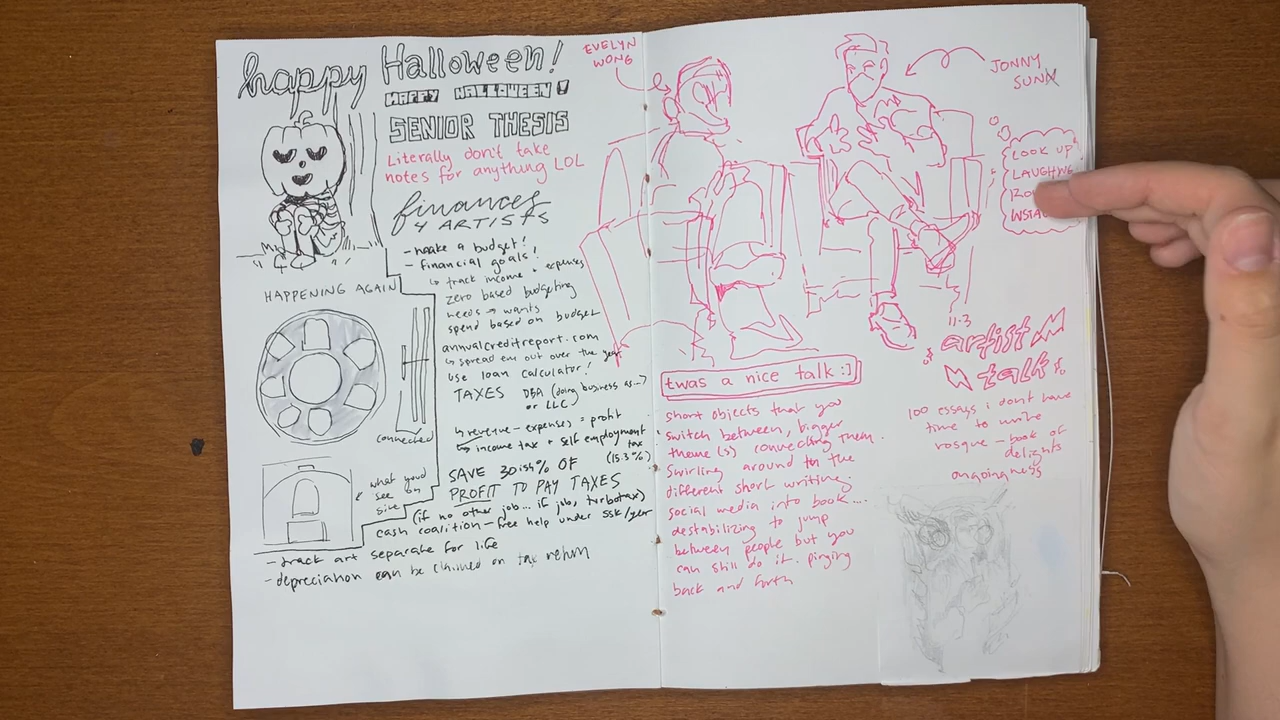 happy Halloween!
HAPPY HALLOWEEN!
SENIOR THESIS
Literally don't take
notes for anything LOL
finances
4 ARTISTS
- make a budget!
- financial goals!
↳ track income + expenses
zero based budgeting
needs → wants
spend based on budget
annualcreditreport.com
↳ spread em out over the year
use loan calculator!
TAXES DBA (doing business as...)
or LLC)
↳ revenue - expenses = profit
↳ income tax + self employment
tax
(15.3%)
SAVE 30ish% OF
PROFIT TO PAY TAXES
(if no other job... if job, turbotax)
cash coalition - free help under 55k/year
- track art separate for life
- depreciation can be claimed on tax return
HAPPENING AGAIN
connected
what you'd
see on
site
EVELYN
WONG
JONNY
SUN
LOOK UP
LAUGHING
11.3
artist
talk
twas a nice talk :]
short objects that you
switch between, bigger
theme(s) connecting them.
swirling around in the
different short writing.
social media into book....
destabilizing to jump
between people but you
can still do it. pinging
back and forth
100 essays i dont have
time to write
rosgue - book of
delights
ongoingness